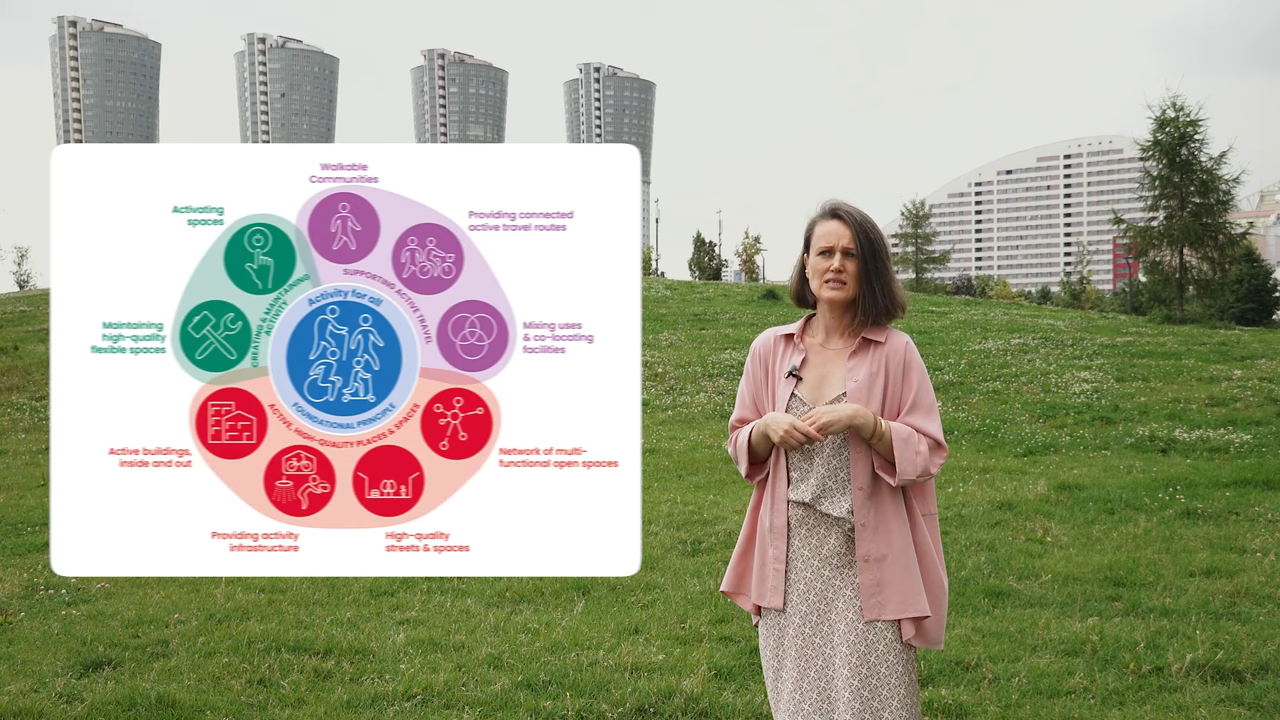 Walkable
Communities
Activating
spaces
Providing connected
active travel routes
SUPPORTING ACTIVE TRAVEL
CREATING & MAINTAINING
ACTIVITY
Activity for all
Maintaining
high-quality
flexible spaces
Mixing uses
& co-locating
facilities
FOUNDATIONAL PRINCIPLE
ACTIVE, HIGH-QUALITY PLACES & SPACES
Active buildings,
inside and out
Network of multi-
functional open spaces
Providing activity
infrastructure
High-quality
streets & spaces